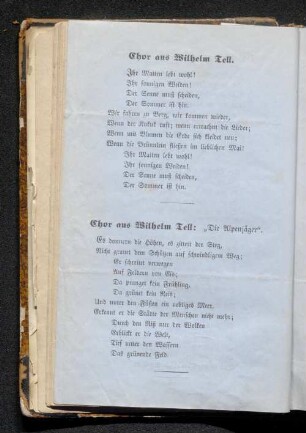 Chor aus Wilhelm Tell.
Ihr Matten lebt wohl!
Ihr sonnigen Weiden!
Der Senne muß scheiden,
Der Sommer ist hin.
Wir fahren zu Berg, wir kommen wieder,
Wenn der Kukuk ruft; wenn erwachen die Lieder;
Wenn mit Blumen die Erde sich kleidet neu;
Wenn die Brünnlein fließen im lieblichen Mai!
Ihr Matten lebt wohl!
Ihr sonnigen Weiden!
Der Senne muß scheiden,
Der Sommer ist hin.
Chor aus Wilhelm Tell: „Die Alpenjäger“.
Es donnern die Höhen, es zittert der Steg,
Nicht grauet dem Schützen auf schwindlichtem Weg;
Er schreitet verwegen
Auf Feldern von Eis;
Da pranget kein Frühling,
Da grünet kein Reis;
Und unter den Füßen ein nebliges Meer,
Erkennt er die Städte der Menschen nicht mehr;
Durch den Riß nur der Wolken
Erblickt er die Welt,
Tief unter den Wassern
Das grünende Feld.